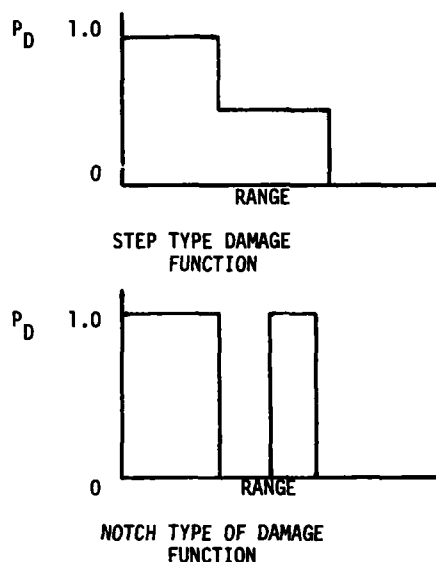 P_D 1.0
0
RANGE
STEP TYPE DAMAGE
FUNCTION
P_D 1.0
0
RANGE
NOTCH TYPE OF DAMAGE
FUNCTION